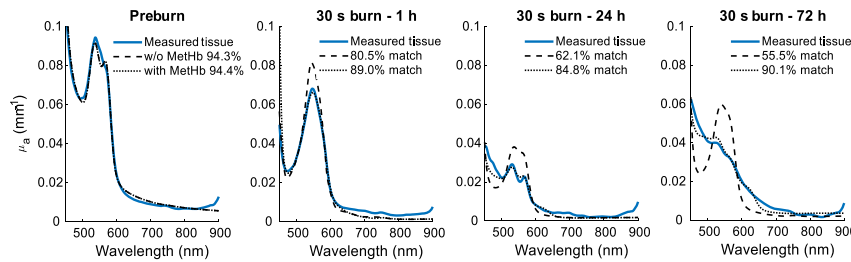 Preburn
30 s burn - 1 h
30 s burn - 24 h
30 s burn - 72 h
0.1
0.08
0.06
0.04
0.02
0
μa (mm-1)
Measured tissue
w/o MetHb 94.3%
with MetHb 94.4%
500 600 700 800 900
Wavelength (nm)
0.1
0.08
0.06
0.04
0.02
0
Measured tissue
80.5% match
89.0% match
500 600 700 800 900
Wavelength (nm)
0.1
0.08
0.06
0.04
0.02
0
Measured tissue
62.1% match
84.8% match
500 600 700 800 900
Wavelength (nm)
0.1
0.08
0.06
0.04
0.02
0
Measured tissue
55.5% match
90.1% match
500 600 700 800 900
Wavelength (nm)